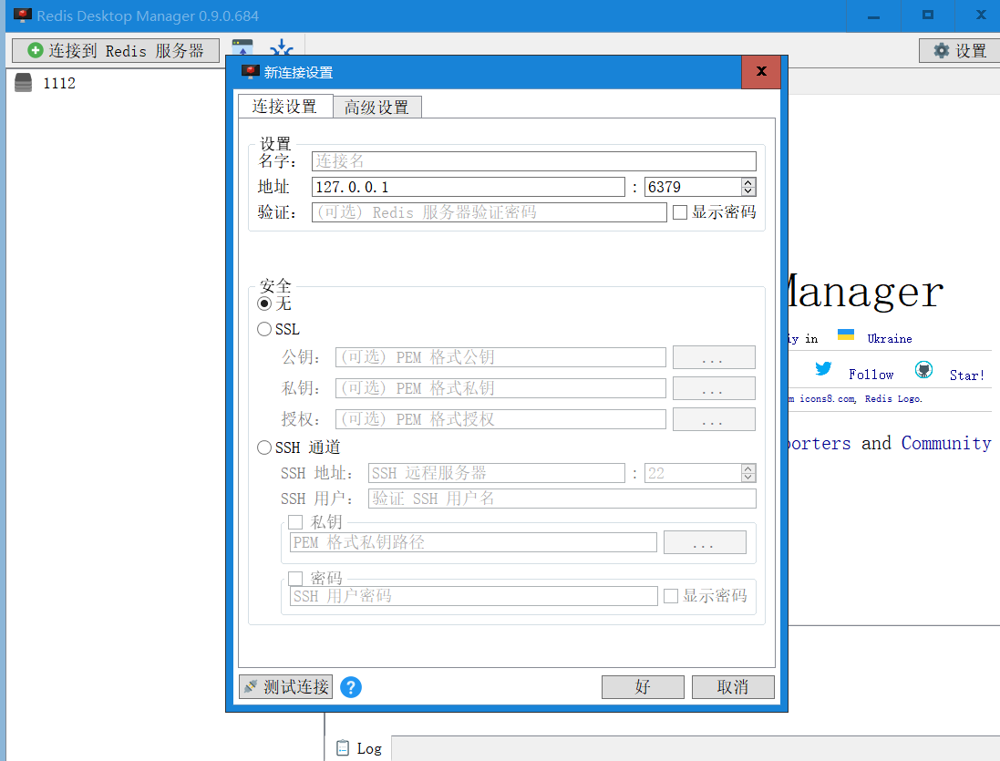 Redis Desktop Manager 0.9.0.684
连接到 Redis 服务器
设置
1112
新连接设置
x
连接设置 高级设置
设置
名字: 连接名
地址 127.0.0.1 : 6379
验证: (可选) Redis 服务器验证密码 显示密码
安全
无
SSL
公钥: (可选) PEM 格式公钥 ...
私钥: (可选) PEM 格式私钥 ...
授权: (可选) PEM 格式授权 ...
SSH 通道
SSH 地址: SSH 远程服务器 : 22
SSH 用户: 验证 SSH 用户名
私钥
PEM 格式私钥路径 ...
密码
SSH 用户密码 显示密码
测试连接 ? 好 取消
Manager
in Ukraine
Follow Star!
icons8.com, Redis Logo.
and Community
Log